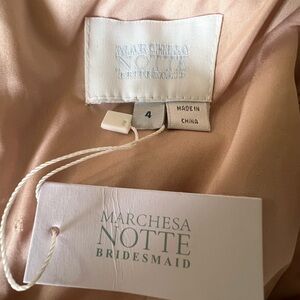 MARCHESA
NOTTE
BRIDESMAID
4
MADE IN
CHINA
MARCHESA
NOTTE
BRIDESMAID